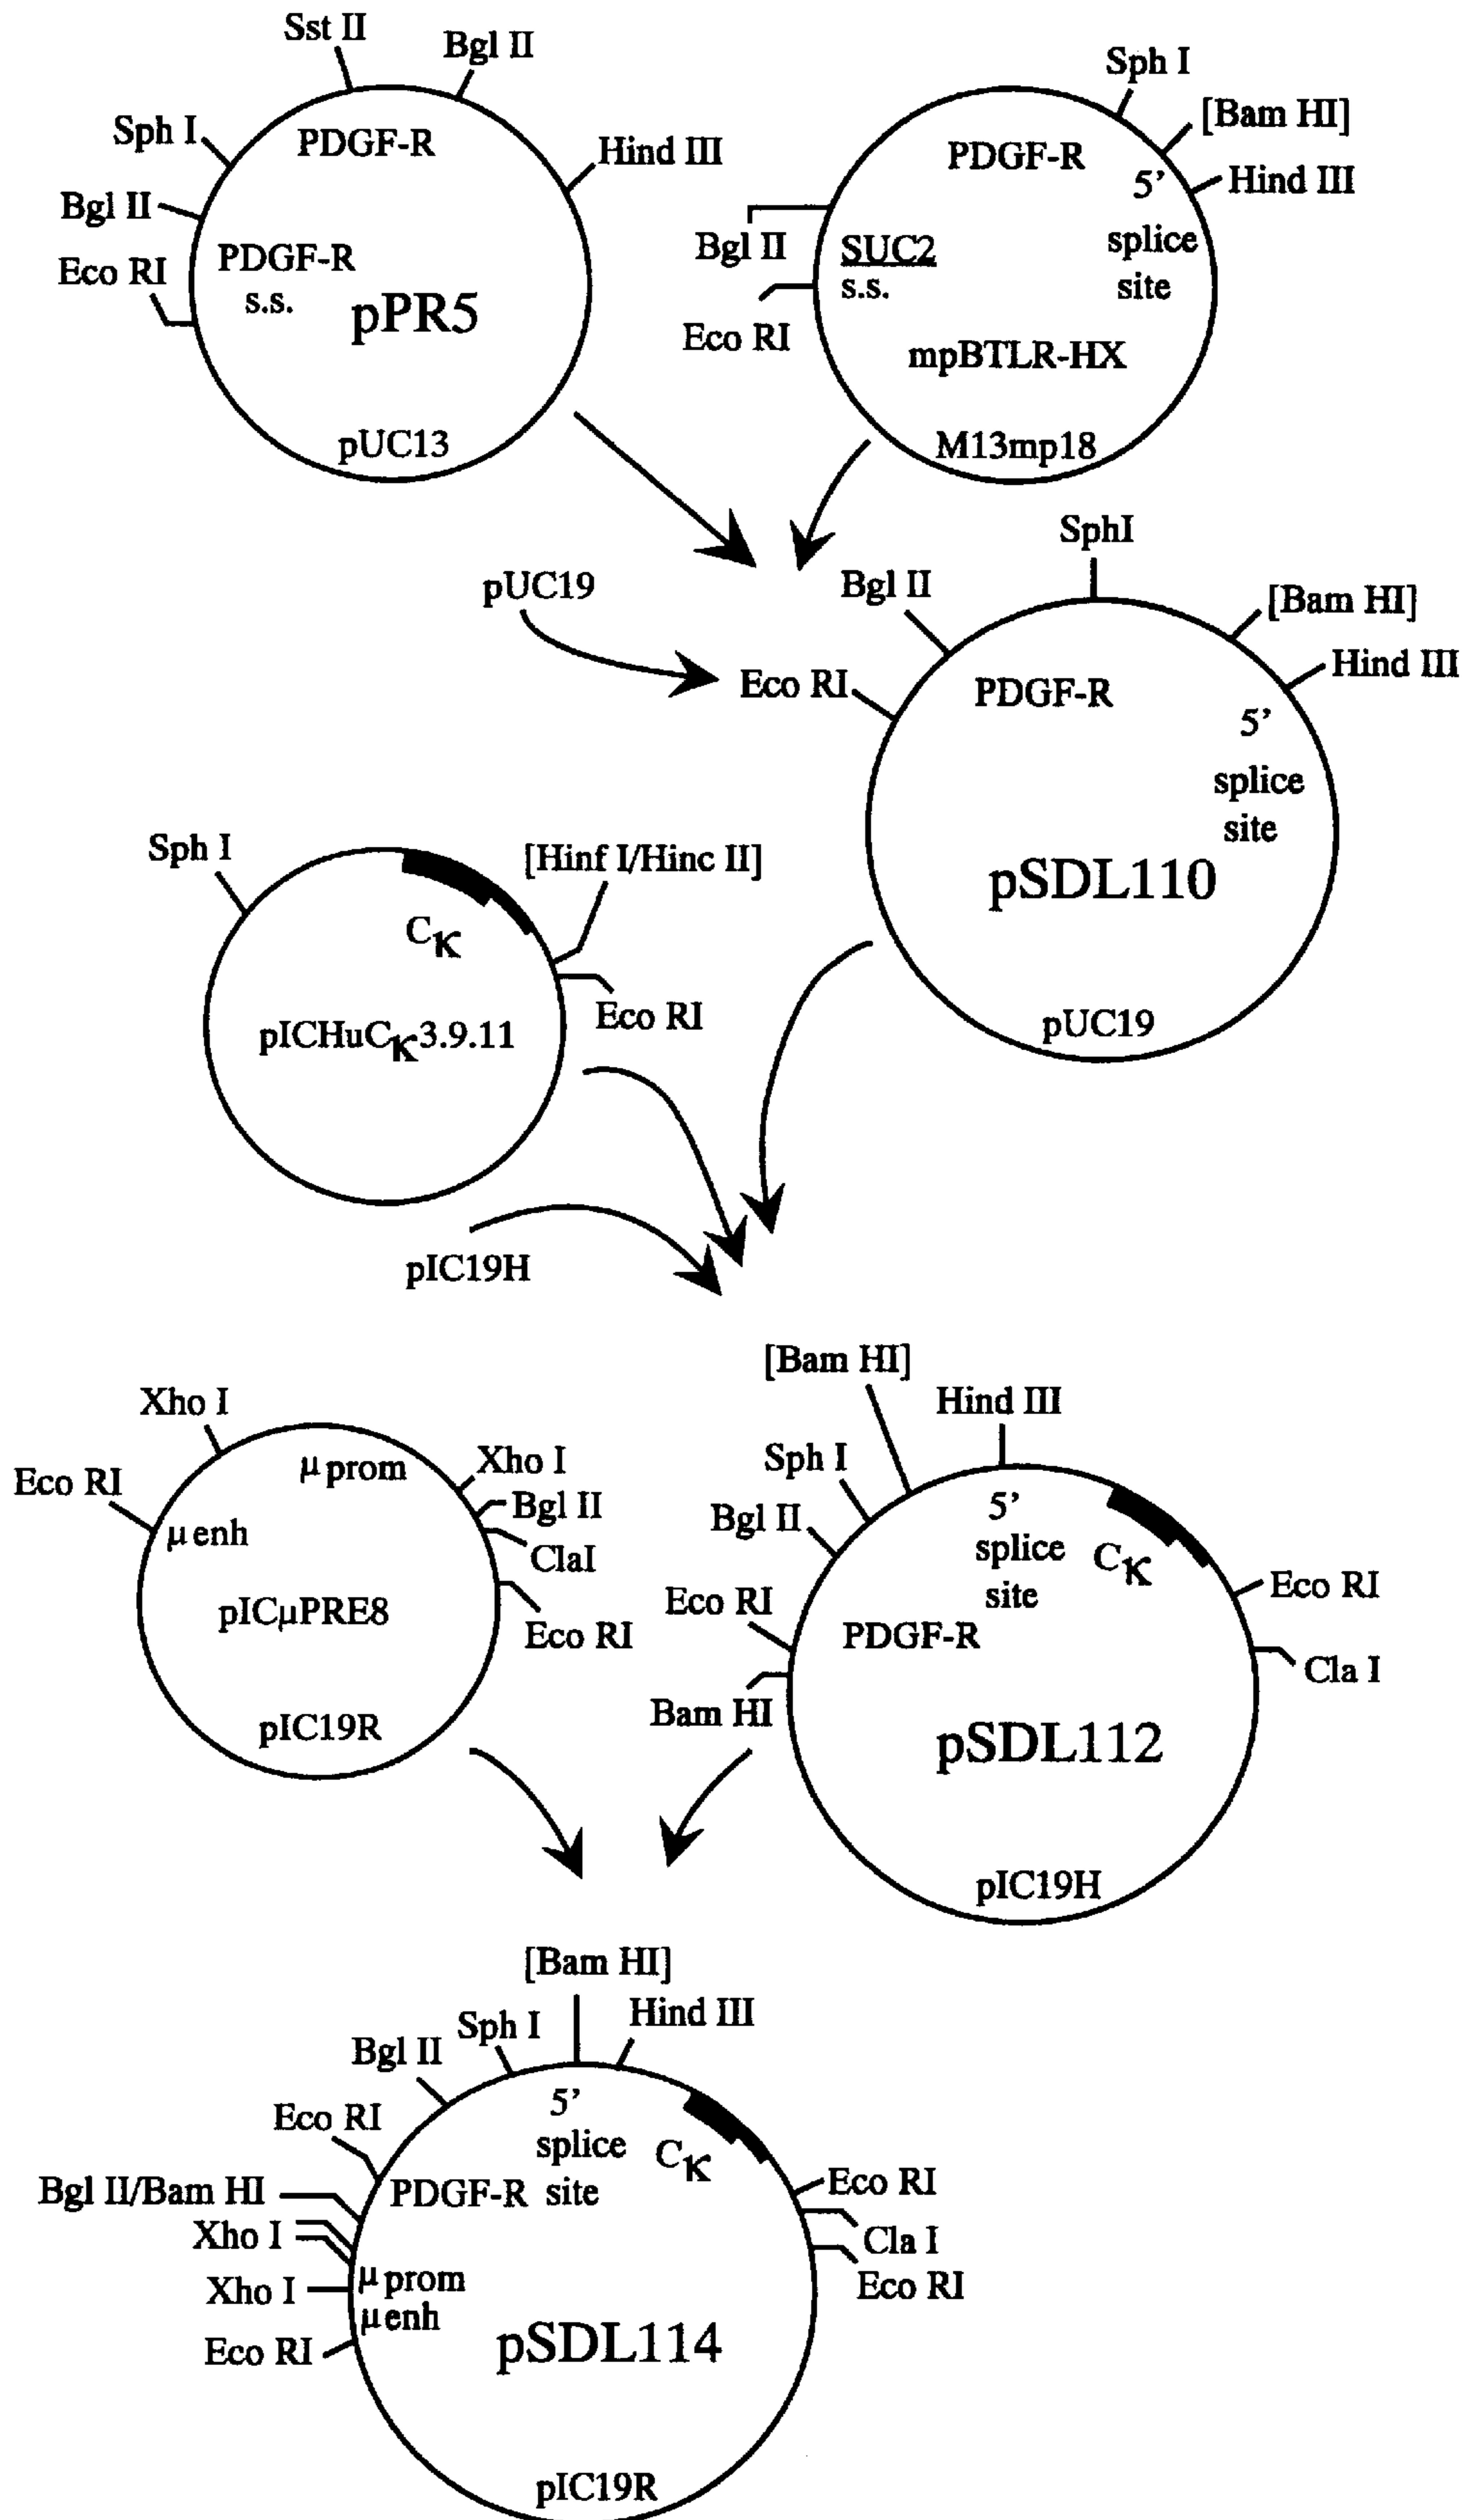 Sst II
Bgl II
Sph I
PDGF-R
Hind III
Bgl II
PDGF-R
s.s.
Eco RI
pPR5
pUC13
Sph I
[Bam HI]
PDGF-R
5’
Hind III
Bgl II
SUC2
s.s.
splice
site
Eco RI
mpBTLR-HX
M13mp18
pUC19
SphI
Bgl II
[Bam HI]
Eco RI
PDGF-R
Hind III
5’
splice
site
pSDL110
pUC19
Sph I
[Hinf I/Hinc II]
Cκ
Eco RI
pICHuCκ3.9.11
pIC19H
Xho I
μ prom
Xho I
Eco RI
μ enh
Bgl II
ClaI
pICμPRE8
Eco RI
pIC19R
[Bam HI]
Hind III
Sph I
5’
Bgl II
splice
site
Cκ
Eco RI
Eco RI
PDGF-R
Cla I
Bam HI
pSDL112
pIC19H
[Bam HI]
Sph I
Hind III
Bgl II
5’
Eco RI
splice
site
Cκ
Bgl II/Bam HI
PDGF-R
Eco RI
Xho I
Cla I
Xho I
μ prom
Eco RI
μ enh
Eco RI
pSDL114
pIC19R